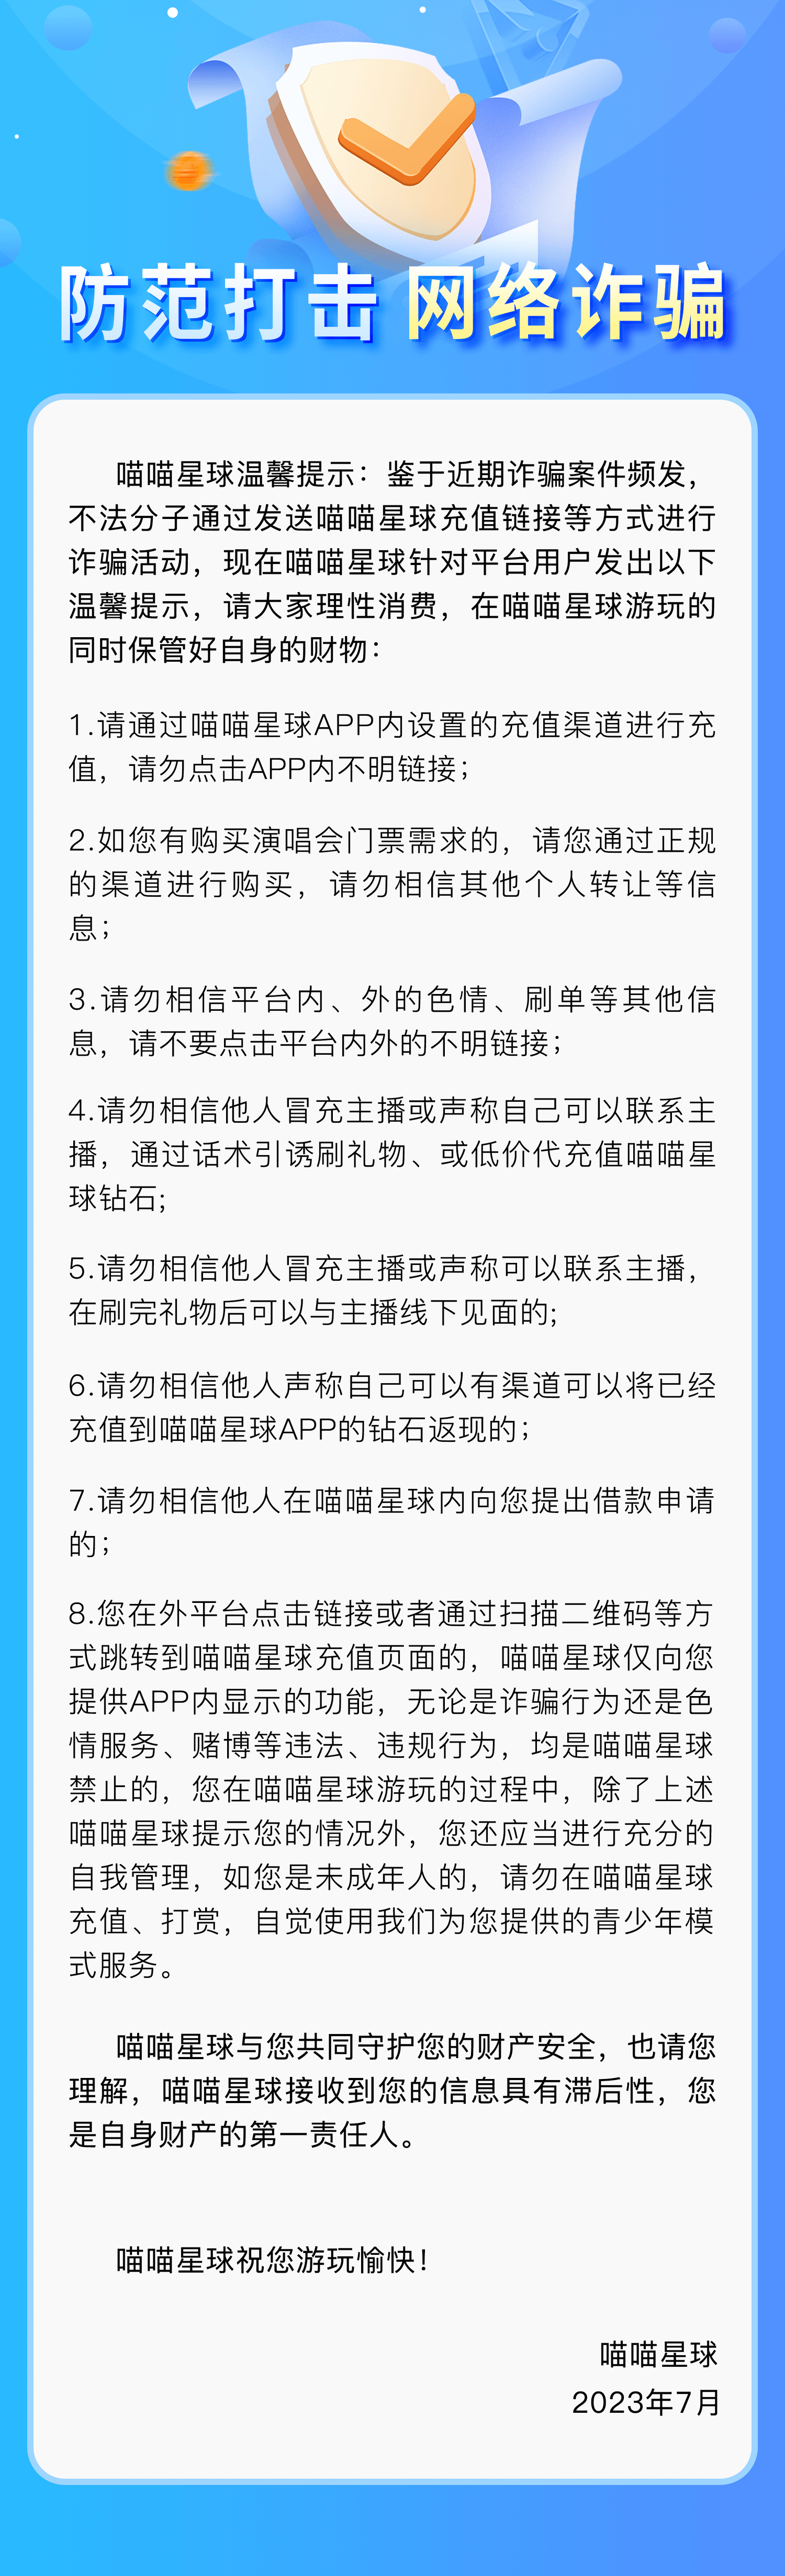 防范打击 网络诈骗
喵喵星球温馨提示：鉴于近期诈骗案件频发，
不法分子通过发送喵喵星球充值链接等方式进行
诈骗活动，现在喵喵星球针对平台用户发出以下
温馨提示，请大家理性消费，在喵喵星球游玩的
同时保管好自身的财物：
1.请通过喵喵星球APP内设置的充值渠道进行充
值，请勿点击APP内不明链接；
2.如您有购买演唱会门票需求的，请您通过正规
的渠道进行购买，请勿相信其他个人转让等信
息；
3.请勿相信平台内、外的色情、刷单等其他信
息，请不要点击平台内外的不明链接；
4.请勿相信他人冒充主播或声称自己可以联系主
播，通过话术引诱刷礼物、或低价代充值喵喵星
球钻石;
5.请勿相信他人冒充主播或声称可以联系主播，
在刷完礼物后可以与主播线下见面的;
6.请勿相信他人声称自己可以有渠道可以将已经
充值到喵喵星球APP的钻石返现的；
7.请勿相信他人在喵喵星球内向您提出借款申请
的；
8.您在外平台点击链接或者通过扫描二维码等方
式跳转到喵喵星球充值页面的，喵喵星球仅向您
提供APP内显示的功能，无论是诈骗行为还是色
情服务、赌博等违法、违规行为，均是喵喵星球
禁止的，您在喵喵星球游玩的过程中，除了上述
喵喵星球提示您的情况外，您还应当进行充分的
自我管理，如您是未成年人的，请勿在喵喵星球
充值、打赏，自觉使用我们为您提供的青少年模
式服务。
喵喵星球与您共同守护您的财产安全，也请您
理解，喵喵星球接收到您的信息具有滞后性，您
是自身财产的第一责任人。
喵喵星球祝您游玩愉快！
喵喵星球
2023年7月